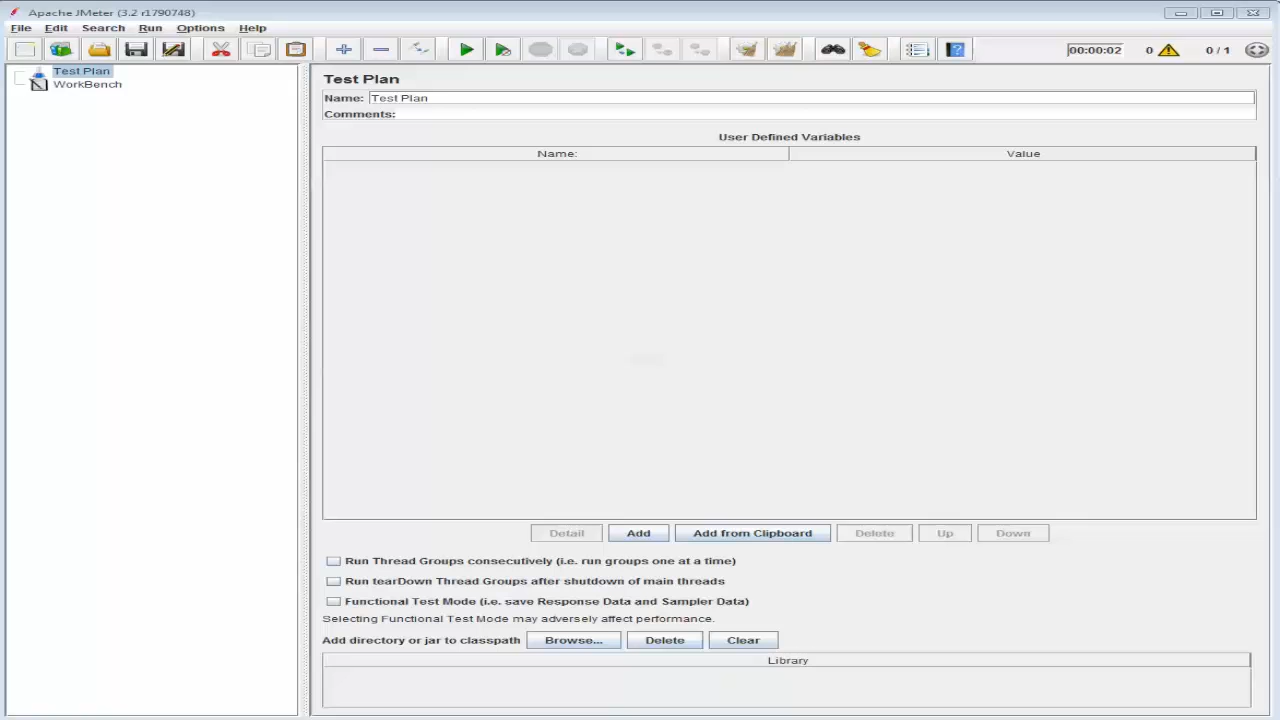 Apache JMeter (3.2 r1790748)
File Edit Search Run Options Help
00:00:02 0 0 / 1
Test Plan
WorkBench
Test Plan
Name: Test Plan
Comments:
User Defined Variables
Name: Value
Detail Add Add from Clipboard Delete Up Down
Run Thread Groups consecutively (i.e. run groups one at a time)
Run tearDown Thread Groups after shutdown of main threads
Functional Test Mode (i.e. save Response Data and Sampler Data)
Selecting Functional Test Mode may adversely affect performance.
Add directory or jar to classpath Browse... Delete Clear
Library